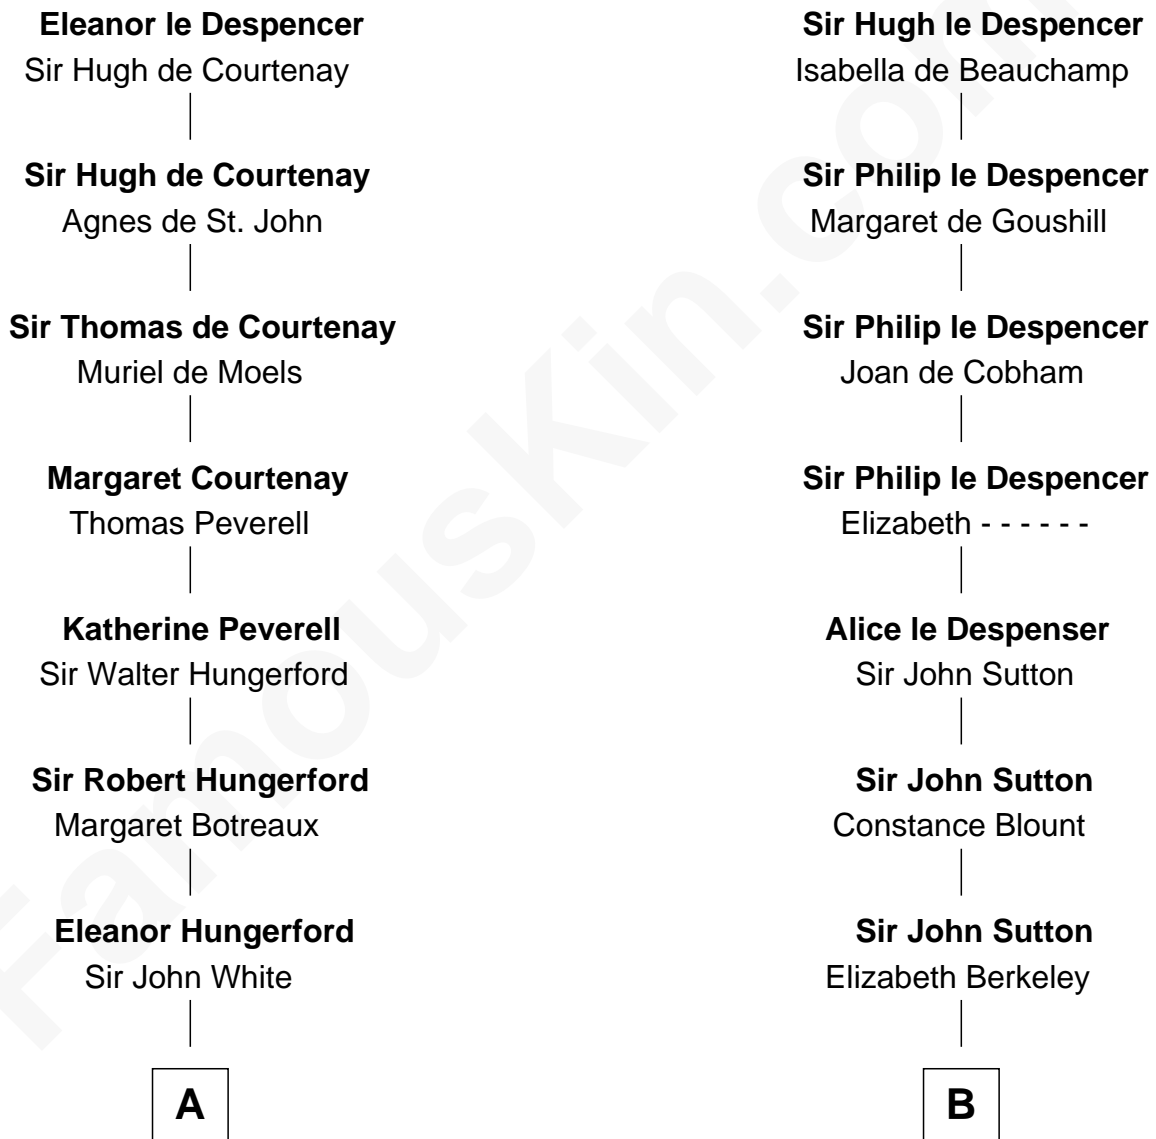 Eleanor le Despencer
Sir Hugh de Courtenay
Sir Hugh de Courtenay
Agnes de St. John
Sir Thomas de Courtenay
Muriel de Moels
Margaret Courtenay
Thomas Peverell
Katherine Peverell
Sir Walter Hungerford
Sir Robert Hungerford
Margaret Botreaux
Eleanor Hungerford
Sir John White
A
Sir Hugh le Despencer
Isabella de Beauchamp
Sir Philip le Despencer
Margaret de Goushill
Sir Philip le Despencer
Joan de Cobham
Sir Philip le Despencer
Elizabeth - - - - - -
Alice le Despenser
Sir John Sutton
Sir John Sutton
Constance Blount
Sir John Sutton
Elizabeth Berkeley
B
FamousKin.com